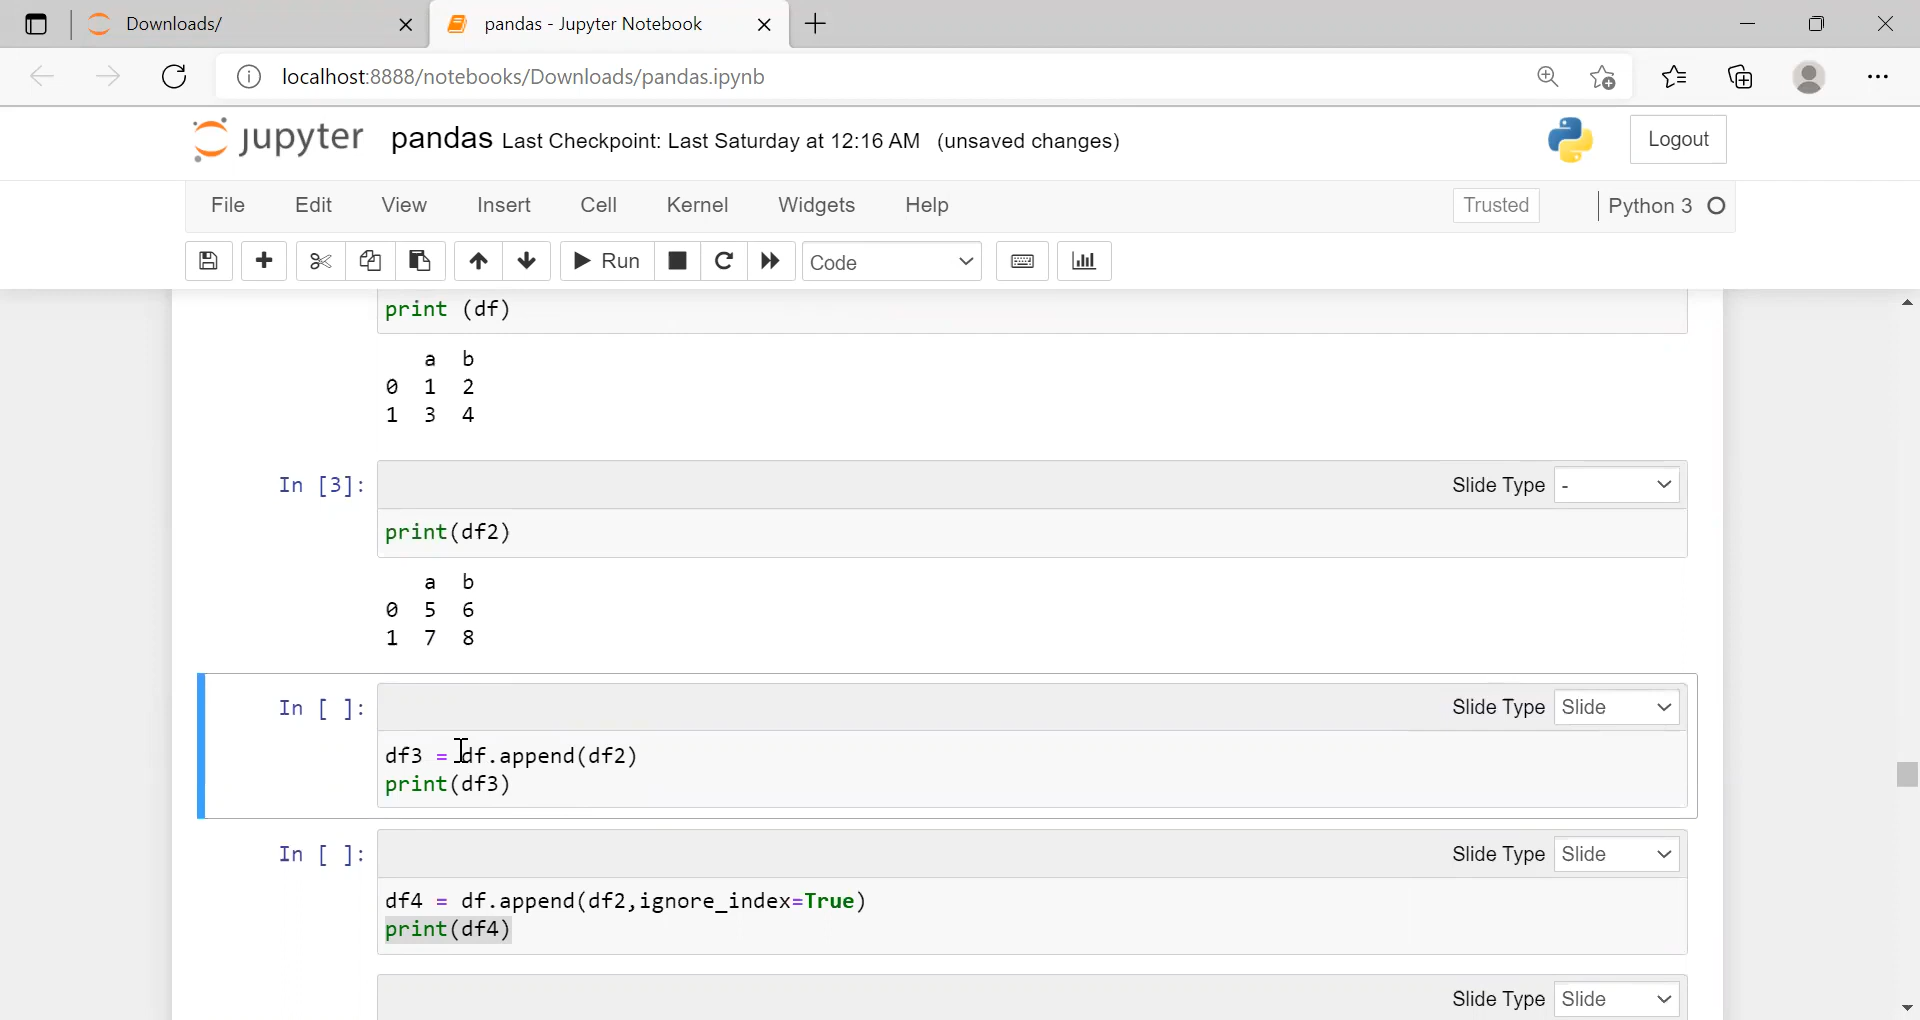 Downloads/
pandas - Jupyter Notebook
localhost:8888/notebooks/Downloads/pandas.ipynb
jupyter pandas Last Checkpoint: Last Saturday at 12:16 AM (unsaved changes)
Logout
File Edit View Insert Cell Kernel Widgets Help
Trusted
Python 3
Run
Code
print (df)
a b
0 1 2
1 3 4
In [3]:
Slide Type -
print(df2)
a b
0 5 6
1 7 8
In [ ]:
Slide Type Slide
df3 = df.append(df2)
print(df3)
In [ ]:
Slide Type Slide
df4 = df.append(df2,ignore_index=True)
print(df4)
Slide Type Slide